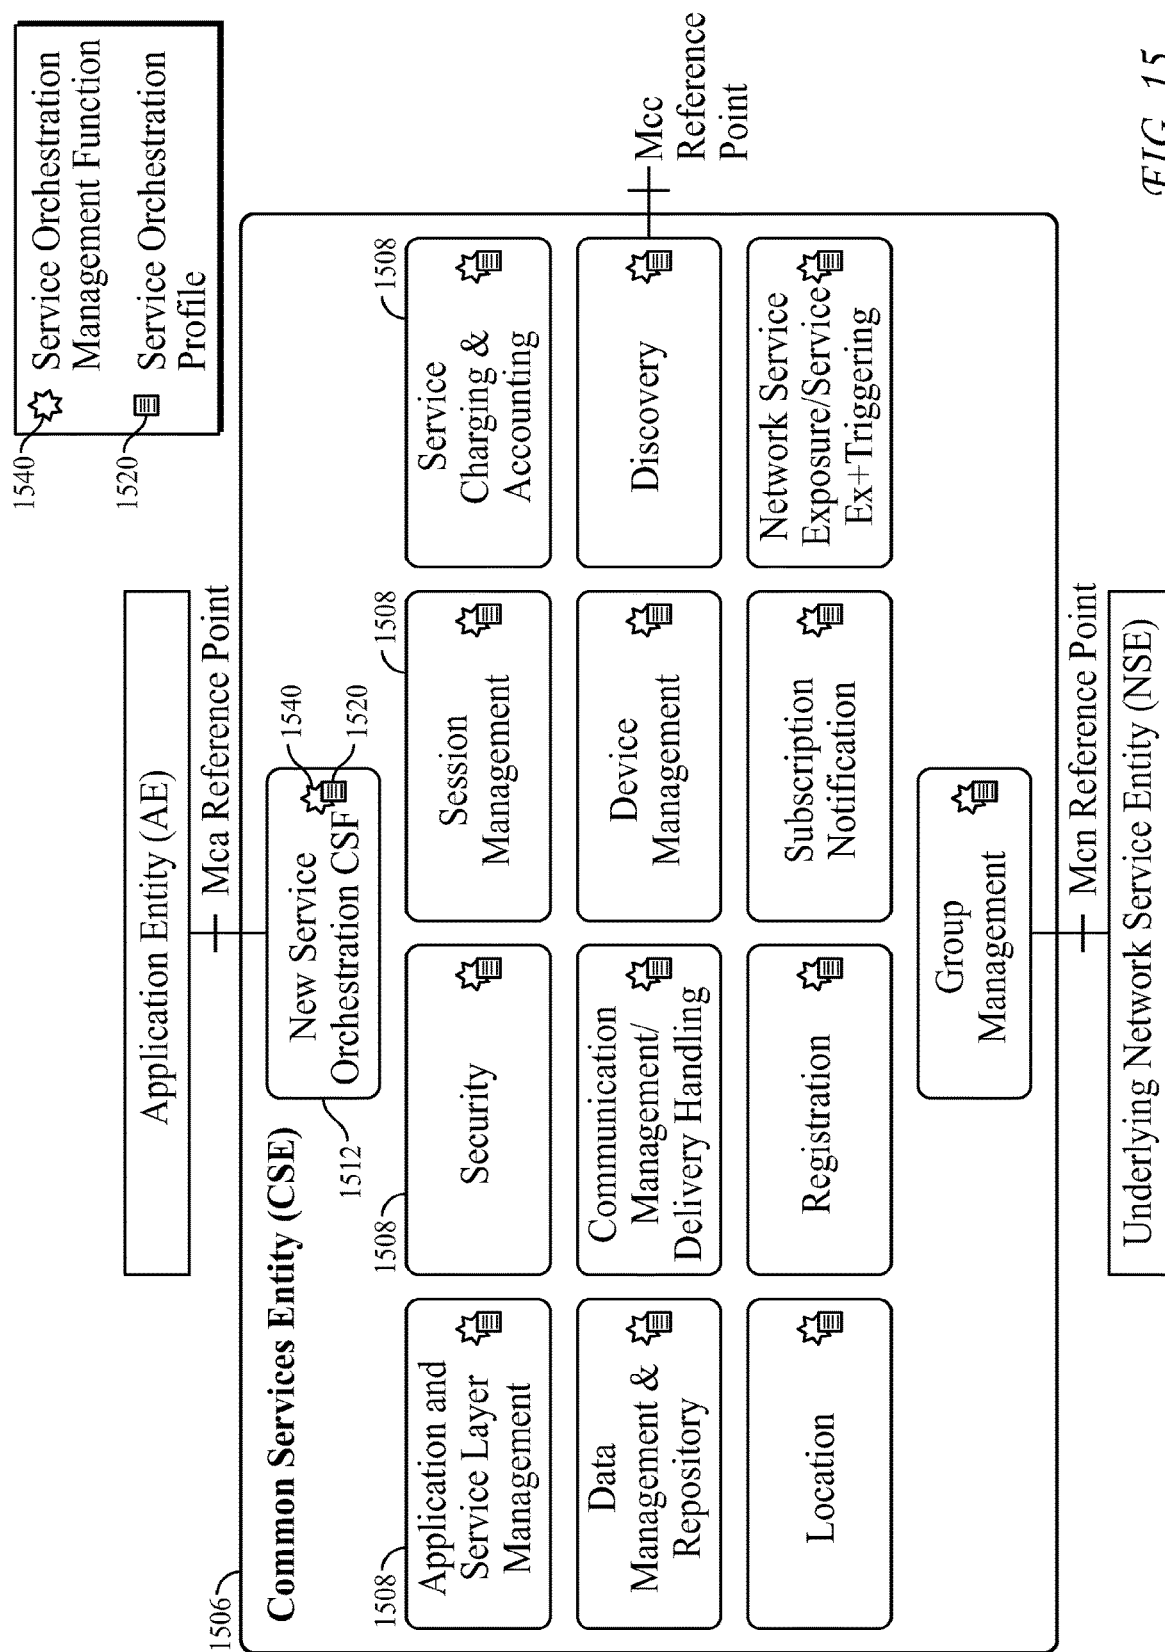 Application Entity (AE)
Mca Reference Point
1540
Service Orchestration
Management Function
1520
Service Orchestration
Profile
1506
Common Services Entity (CSE)
1512
New Service
Orchestration CSF
1540
1520
1508
Application and
Service Layer
Management
1508
Security
1508
Session
Management
1508
Service
Charging &
Accounting
Data
Management &
Repository
Communication
Management/
Delivery Handling
Device
Management
Discovery
Mcc
Reference
Point
Location
Registration
Subscription
Notification
Network Service
Exposure/Service
Ex+Triggering
Group
Management
Mcn Reference Point
Underlying Network Service Entity (NSE)
FIG. 15